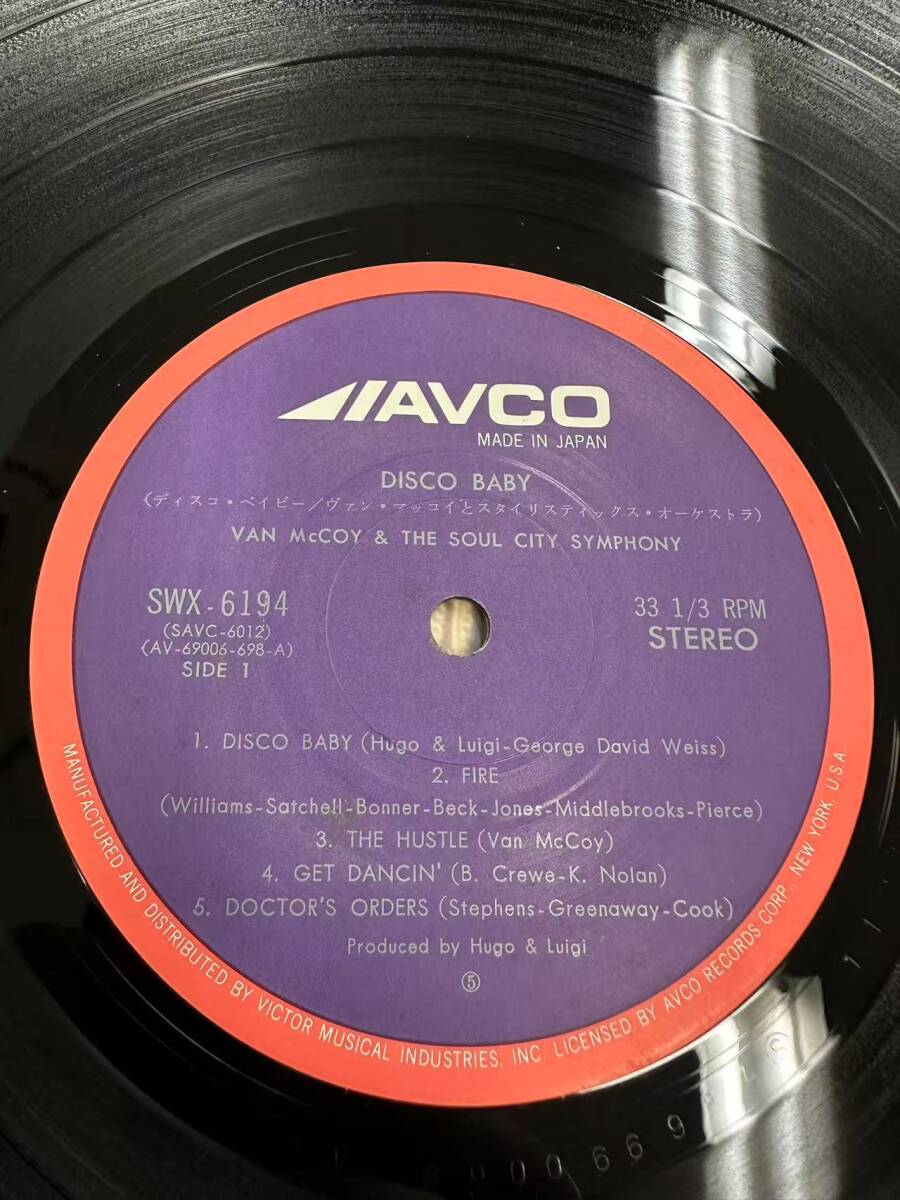 AVCO
MADE IN JAPAN
DISCO BABY
(ディスコ・ベイビー/ヴァン・マッコイとスタイリスティックス・オーケストラ)
VAN McCOY & THE SOUL CITY SYMPHONY
SWX-6194
(SAVC-6012)
(AV-69006-698-A)
SIDE 1
33 1/3 RPM
STEREO
1. DISCO BABY (Hugo & Luigi-George David Weiss)
2. FIRE
(Williams-Satchell-Bonner-Beck-Jones-Middlebrooks-Pierce)
3. THE HUSTLE (Van McCoy)
4. GET DANCIN' (B. Crewe-K. Nolan)
5. DOCTOR'S ORDERS (Stephens-Greenaway-Cook)
Produced by Hugo & Luigi
⑤
MANUFACTURED AND DISTRIBUTED BY VICTOR MUSICAL INDUSTRIES, INC. LICENSED BY AVCO RECORDS CORP., NEW YORK, U.S.A.